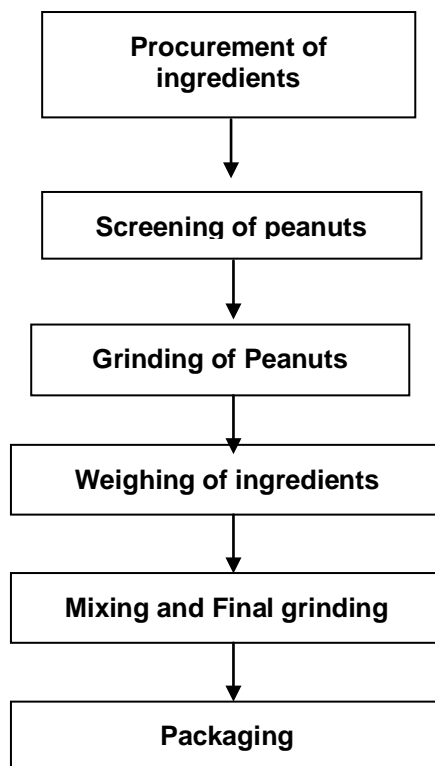 Procurement of
ingredients
Screening of peanuts
Grinding of Peanuts
Weighing of ingredients
Mixing and Final grinding
Packaging